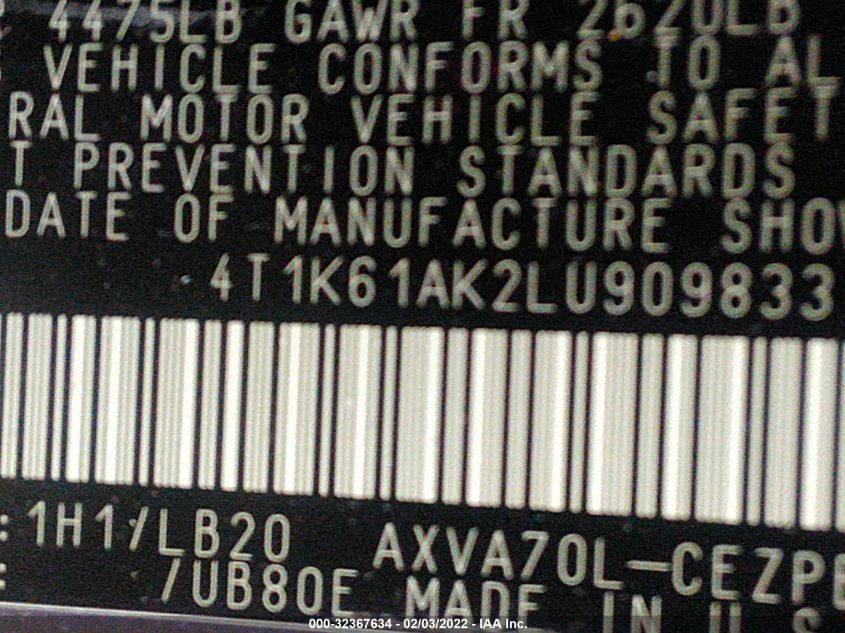 4475LB GAWR FR 2620LB
VEHICLE CONFORMS TO AL
RAL MOTOR VEHICLE SAFET
T PREVENTION STANDARDS
DATE OF MANUFACTURE SHO
4T1K61AK2LU909833
: 1H1/LB20 AXVA70L-CEZP
: /UB80E MADE IN U S
000-32367634 - 02/03/2022 - IAA Inc.